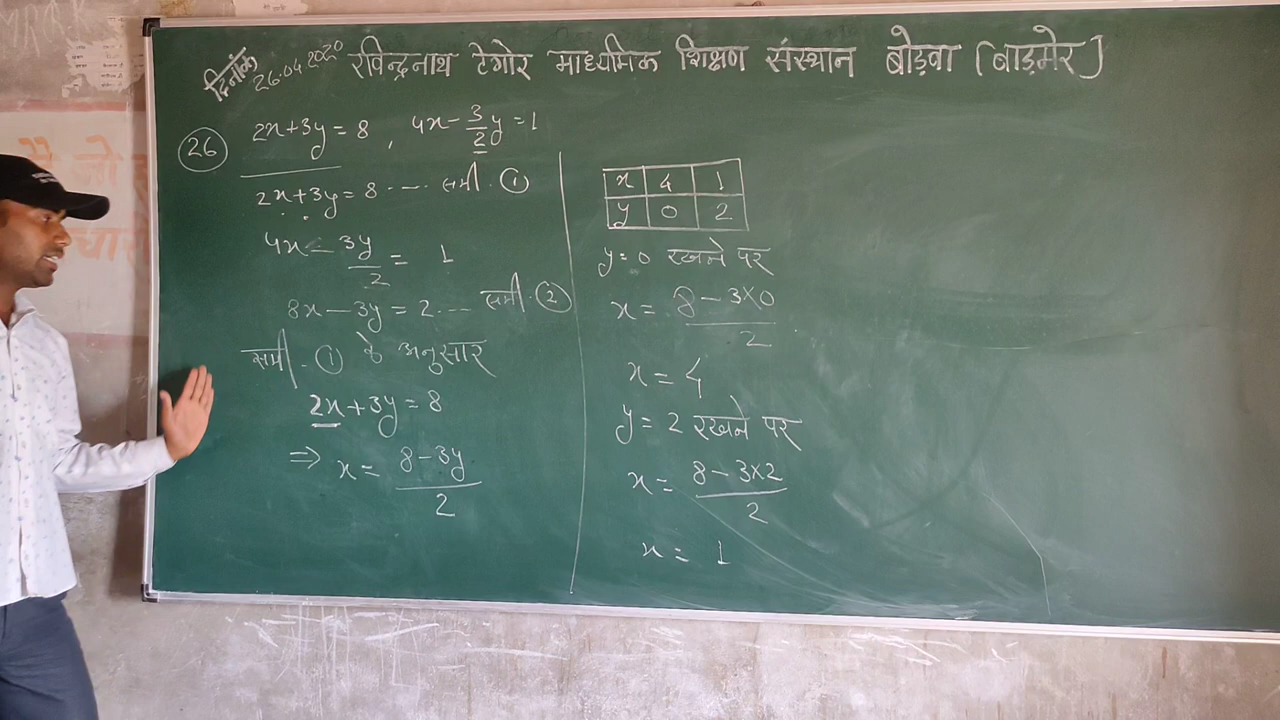 दिनांक 26.04.2020 रविन्द्रनाथ टेगोर माध्यमिक शिक्षण संस्थान बोड़वा (बाड़मेर)
26 2x+3y=8, 4x-3/2y=1
2x+3y=8 ---- समी. ①
4x-3y/2=1
8x-3y=2--- समी. ②
समी. ① के अनुसार
2x+3y=8
⇒ x=8-3y/2
x 4 1
y 0 2
y=0 रखने पर
x=8-3×0/2
x=4
y=2 रखने पर
x=8-3×2/2
x=1